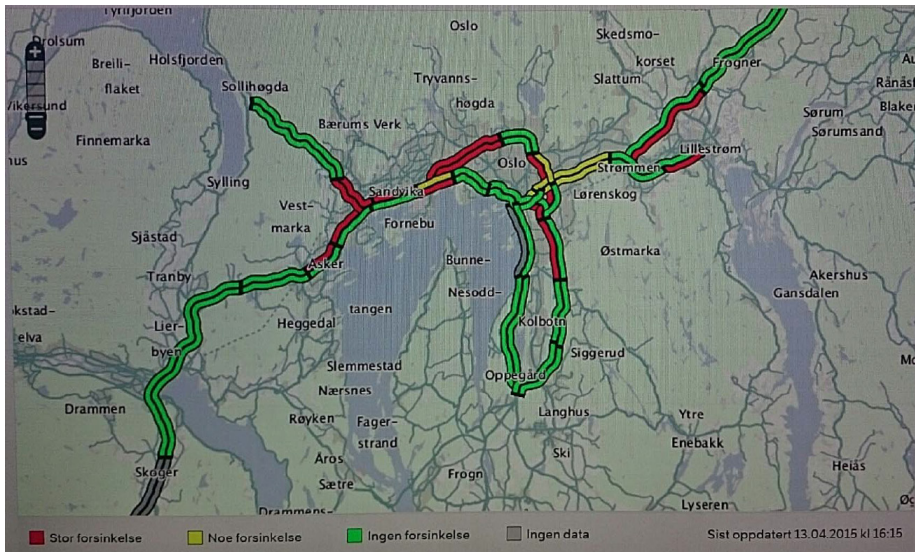 Tyrifjorden
Oslo
Drolsum
Skedsmo-
korset
Breili-
flaket
Holsfjorden
Frogner
Tryvanns-
høgda
Slattum
Sollihøgda
Vikersund
Bærums Verk
Sørum
Sørumsand
Finnemarka
Oslo
Lillestrøm
Strømmen
Sylling
Sandvika
Lørenskog
Vest-
marka
Fornebu
Sjåstad
Østmarka
Asker
Bunne-
Tranby
Akershus
Nesodd-
tangen
Gansdalen
Lier-
byen
Heggedal
Kolbotn
Siggerud
Slemmestad
Oppegård
Nærsnes
Drammen
Røyken
Fager-
strand
Langhus
Ytre
Enebakk
Ski
Åros
Skoger
Heiås
Sætre
Frogn
Lyseren
Drammens-
Stor forsinkelse
Noe forsinkelse
Ingen forsinkelse
Ingen data
Sist oppdatert 13.04.2015 kl 16:15